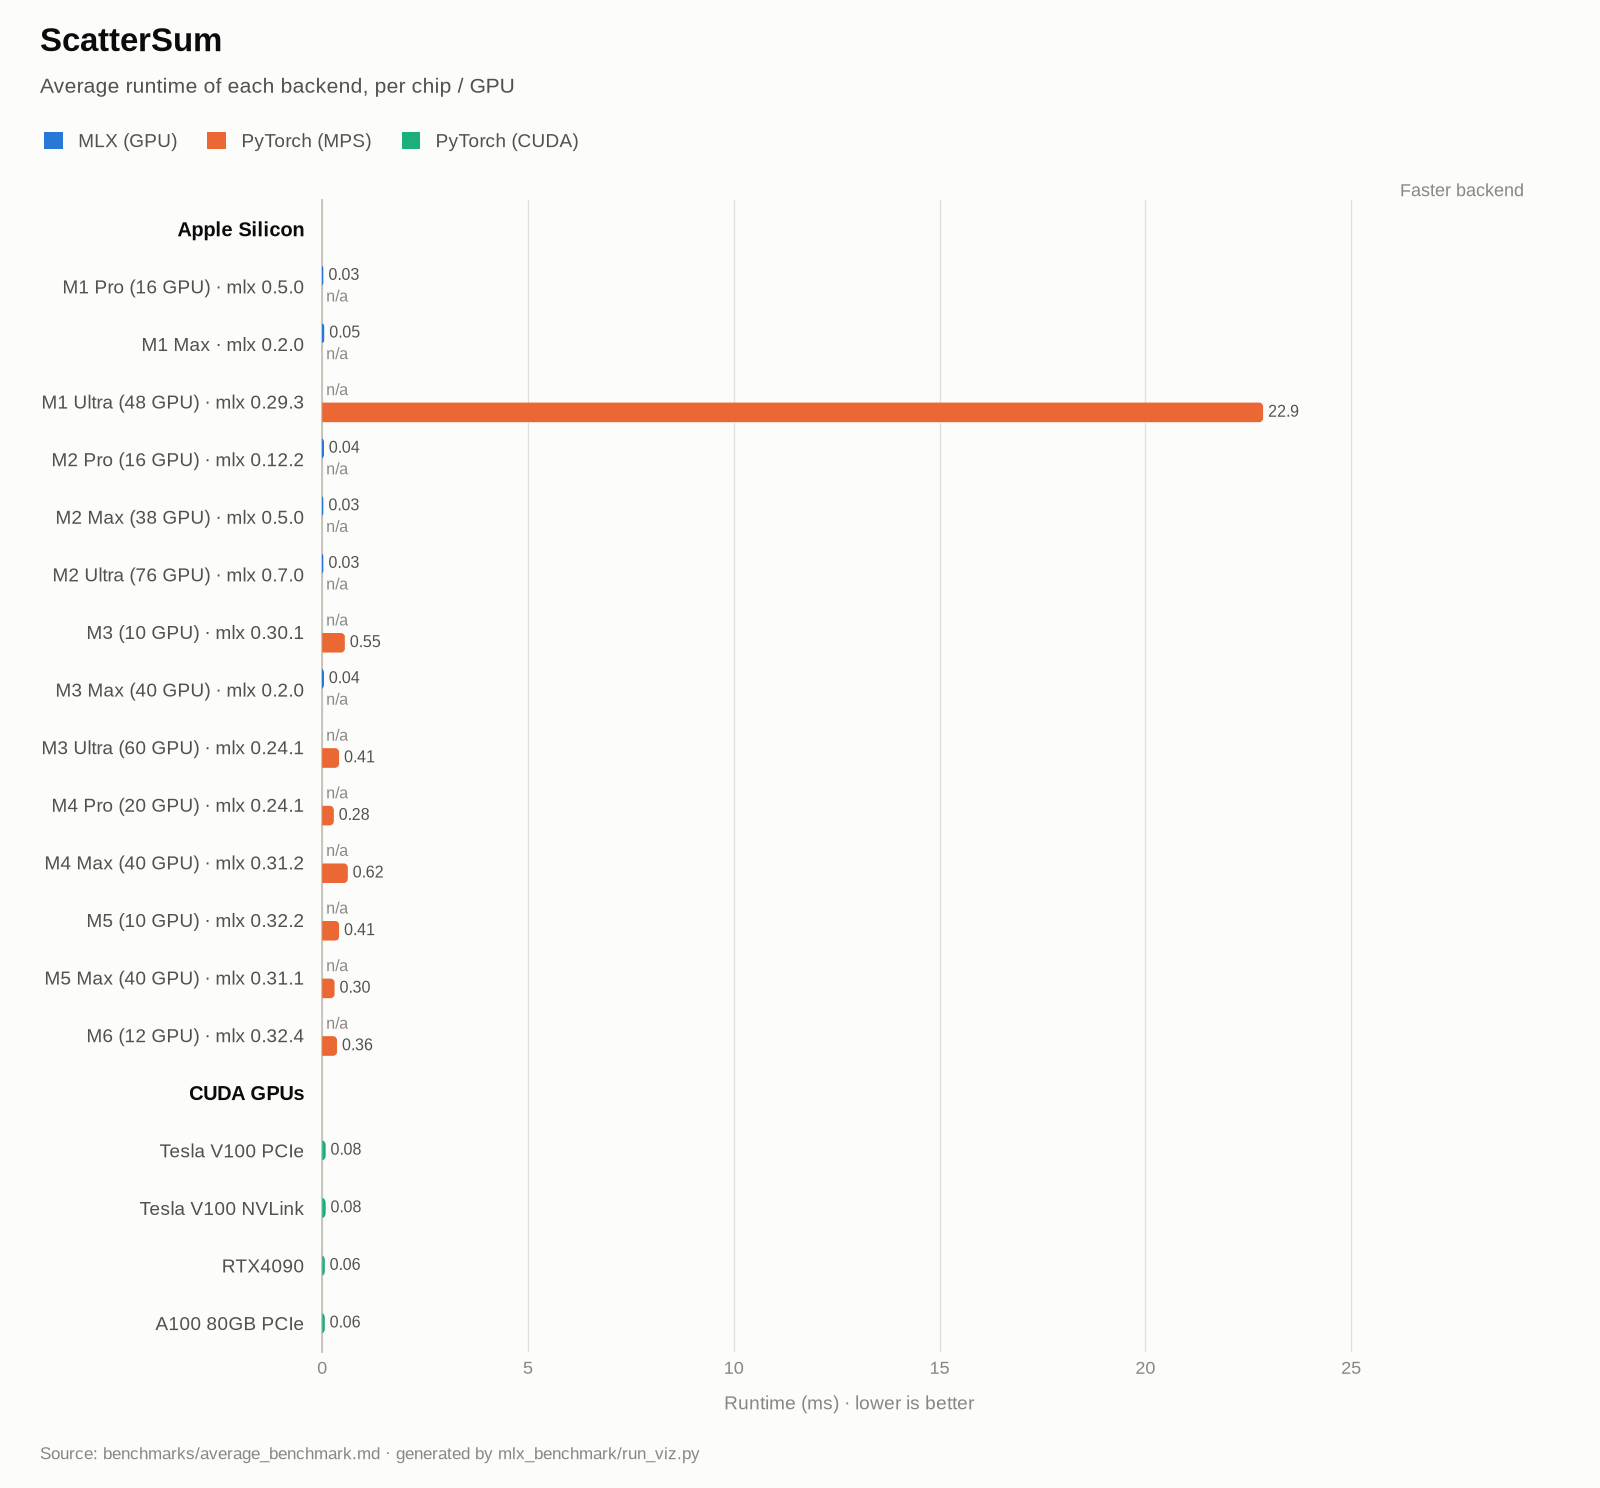 ScatterSum
Average runtime of each backend, per chip / GPU
MLX (GPU) PyTorch (MPS) PyTorch (CUDA)
Faster backend
Apple Silicon
M1 Pro (16 GPU) · mlx 0.5.0
0.03
n/a
M1 Max · mlx 0.2.0
0.05
n/a
M1 Ultra (48 GPU) · mlx 0.29.3
n/a
22.9
M2 Pro (16 GPU) · mlx 0.12.2
0.04
n/a
M2 Max (38 GPU) · mlx 0.5.0
0.03
n/a
M2 Ultra (76 GPU) · mlx 0.7.0
0.03
n/a
M3 (10 GPU) · mlx 0.30.1
n/a
0.55
M3 Max (40 GPU) · mlx 0.2.0
0.04
n/a
M3 Ultra (60 GPU) · mlx 0.24.1
n/a
0.41
M4 Pro (20 GPU) · mlx 0.24.1
n/a
0.28
M4 Max (40 GPU) · mlx 0.31.2
n/a
0.62
M5 (10 GPU) · mlx 0.32.2
n/a
0.41
M5 Max (40 GPU) · mlx 0.31.1
n/a
0.30
M6 (12 GPU) · mlx 0.32.4
n/a
0.36
CUDA GPUs
Tesla V100 PCIe
0.08
Tesla V100 NVLink
0.08
RTX4090
0.06
A100 80GB PCIe
0.06
0 5 10 15 20 25
Runtime (ms) · lower is better
Source: benchmarks/average_benchmark.md · generated by mlx_benchmark/run_viz.py